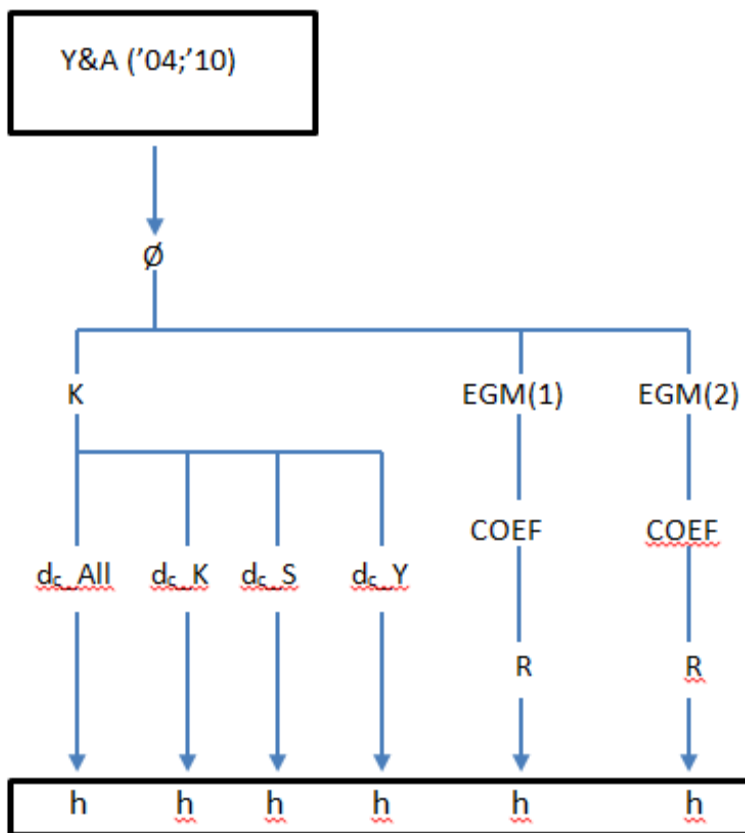 Y&A ('04;'10)
Ø
K EGM(1) EGM(2)
COEF COEF
dc_All dc_K dc_S dc_Y
R R
h h h h h h